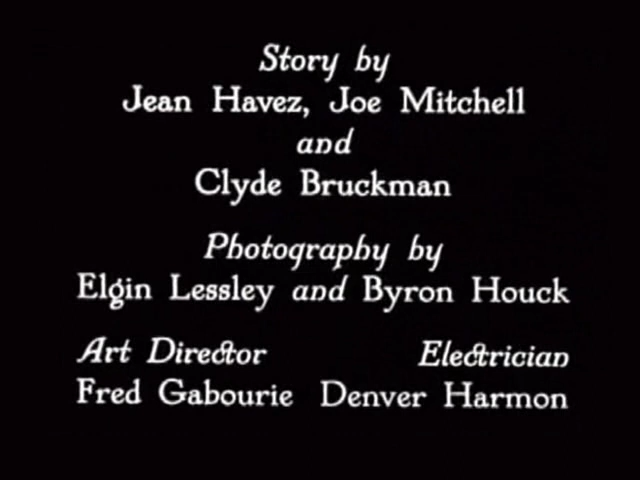 Story by
Jean Havez, Joe Mitchell
and
Clyde Bruckman
Photography by
Elgin Lessley and Byron Houck
Art Director Electrician
Fred Gabourie Denver Harmon